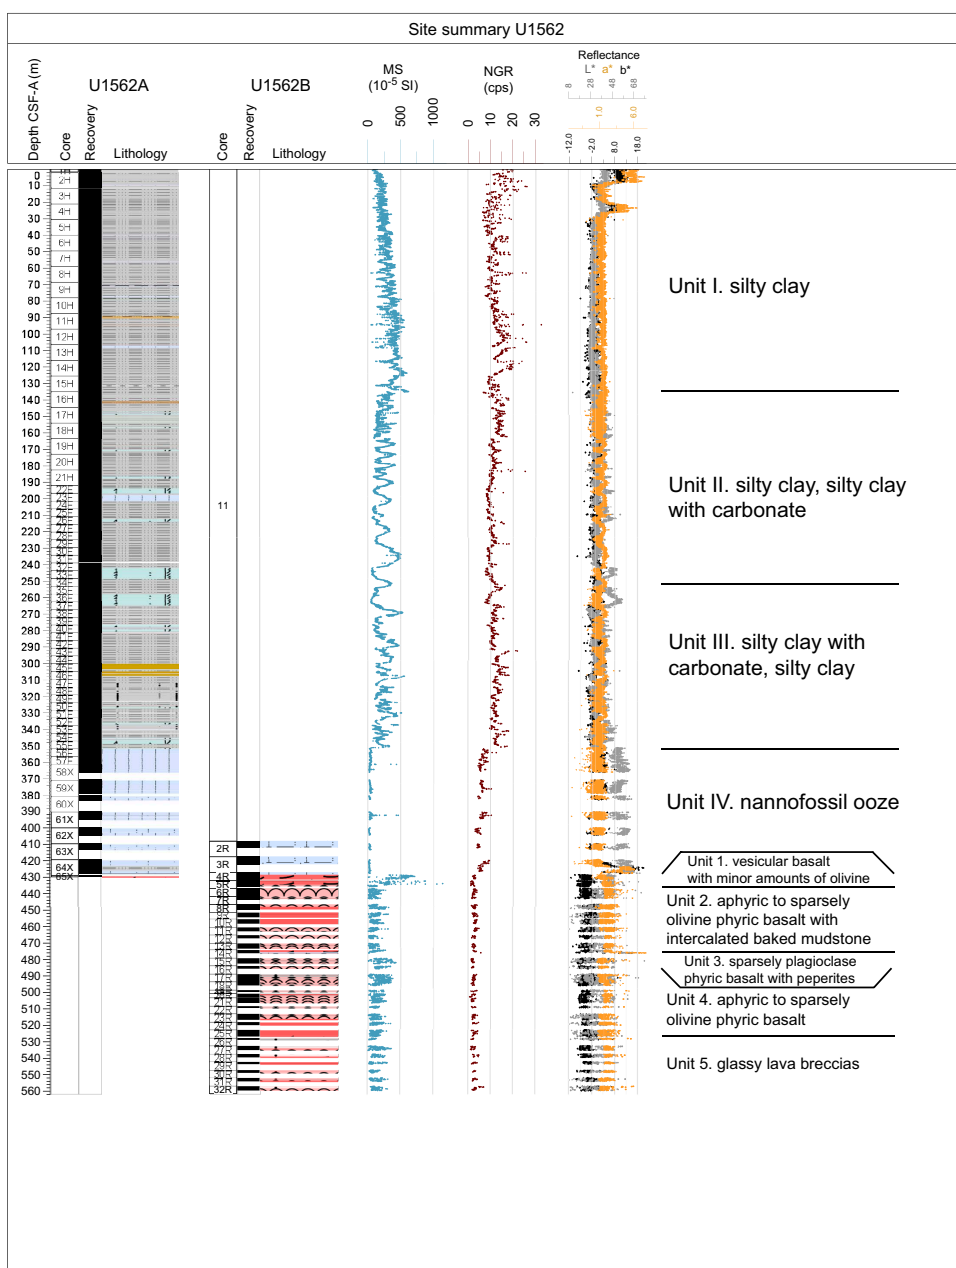 Site summary U1562
Depth CSF-A (m)
Core
Recovery
U1562A
Lithology
Core
Recovery
U1562B
Lithology
MS
(10-5 SI)
0
500
1000
NGR
(cps)
0
10
20
30
Reflectance
L* a* b*
8
28
48
68
1.0
6.0
-12.0
-2.0
8.0
18.0
0
10
20
30
40
50
60
70
80
90
100
110
120
130
140
150
160
170
180
190
200
210
220
230
240
250
260
270
280
290
300
310
320
330
340
350
360
370
380
390
400
410
420
430
440
450
460
470
480
490
500
510
520
530
540
550
560
2H
3H
4H
5H
6H
7H
8H
9H
10H
11H
12H
13H
14H
15H
16H
17H
18H
19H
20H
21H
58X
59X
60X
61X
62X
63X
64X
65X
11
2R
3R
4R
5R
6R
32R
Unit I. silty clay
Unit II. silty clay, silty clay
with carbonate
Unit III. silty clay with
carbonate, silty clay
Unit IV. nannofossil ooze
Unit 1. vesicular basalt
with minor amounts of olivine
Unit 2. aphyric to sparsely
olivine phyric basalt with
intercalated baked mudstone
Unit 3. sparsely plagioclase
phyric basalt with peperites
Unit 4. aphyric to sparsely
olivine phyric basalt
Unit 5. glassy lava breccias